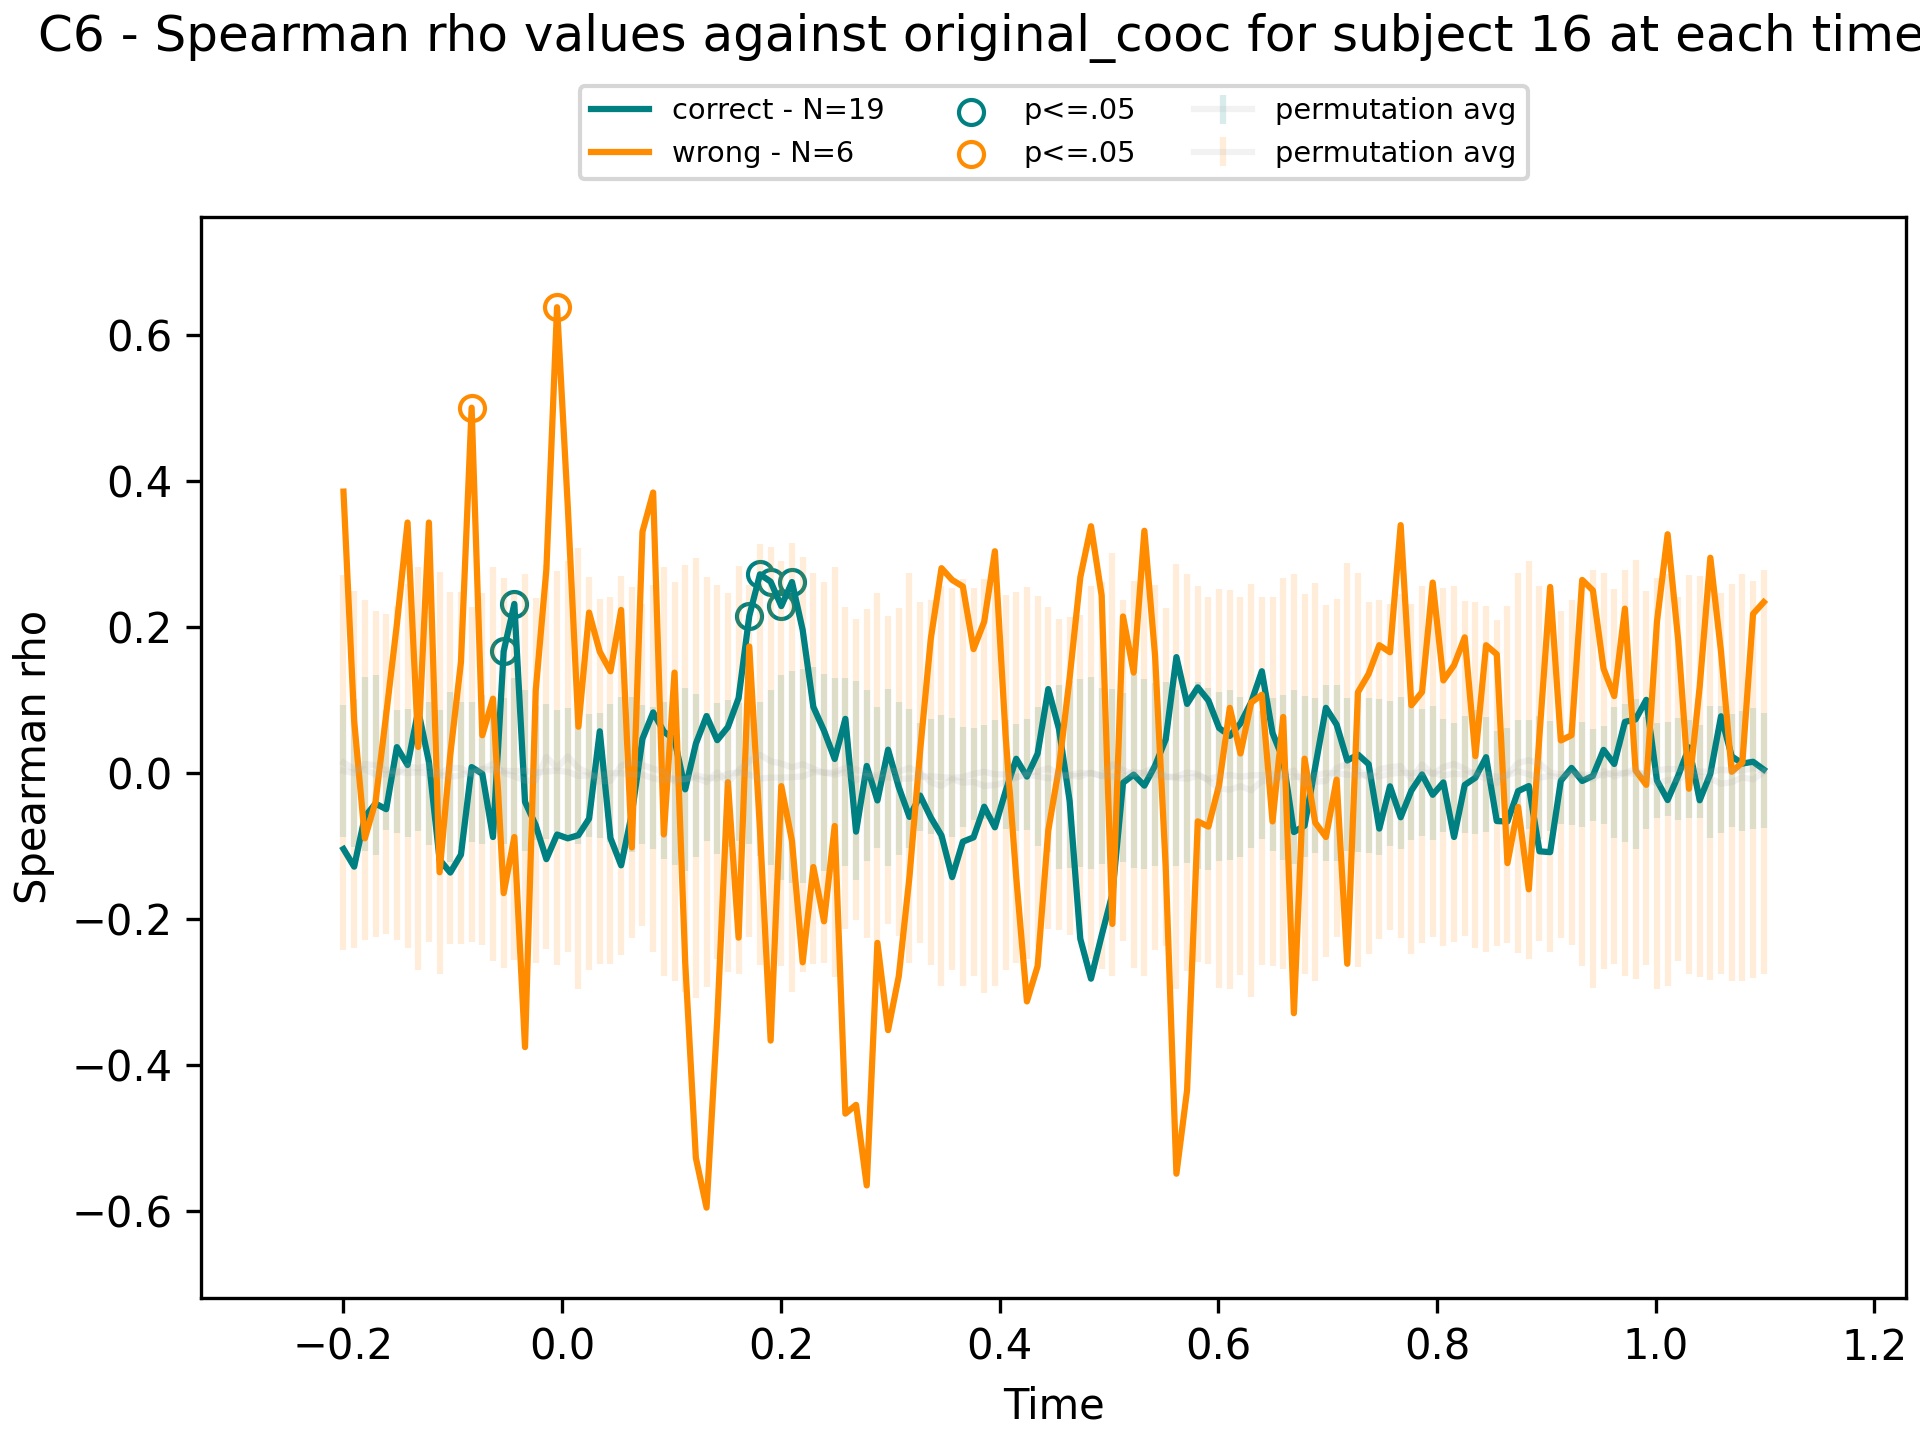 C6 - Spearman rho values against original_cooc for subject 16 at each time
correct - N=19
wrong - N=6
p<=.05
p<=.05
permutation avg
permutation avg
Spearman rho
0.6
0.4
0.2
0.0
−0.2
−0.4
−0.6
−0.2
0.0
0.2
0.4
0.6
0.8
1.0
1.2
Time